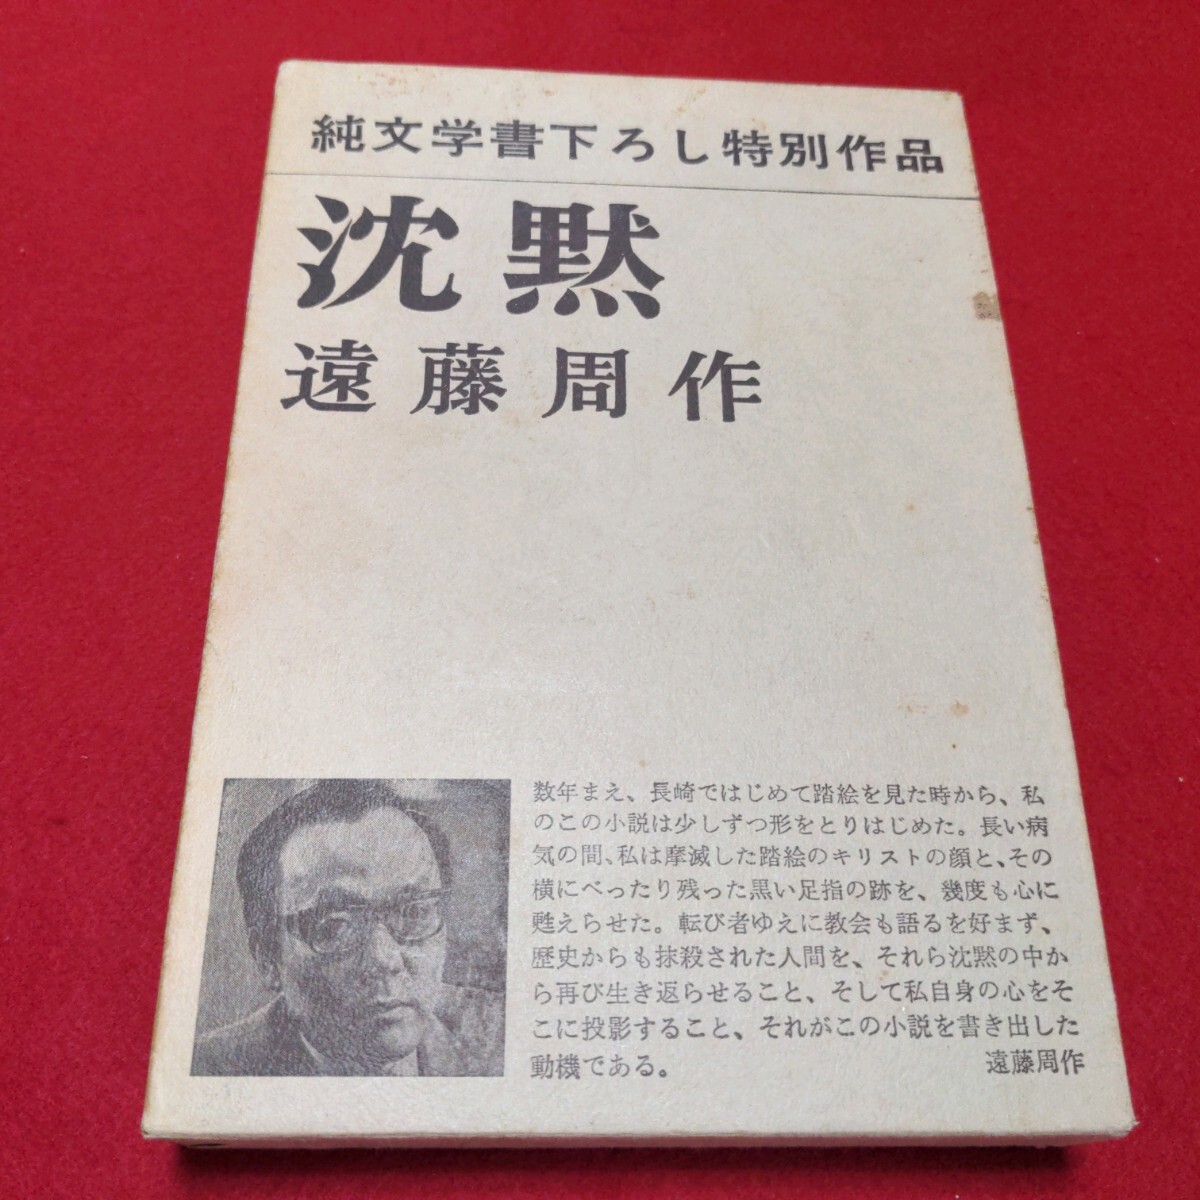 純文学書下ろし特別作品
沈黙
遠藤周作
数年まえ、長崎ではじめて踏絵を見た時から、私
のこの小説は少しずつ形をとりはじめた。長い病
気の間、私は摩滅した踏絵のキリストの顔と、その
横にべったり残った黒い足指の跡を、幾度も心に
甦えらせた。転び者ゆえに教会も語るを好まず、
歴史からも抹殺された人間を、それら沈黙の中か
ら再び生き返らせること、そして私自身の心をそ
こに投影すること、それがこの小説を書き出した
動機である。
遠藤周作